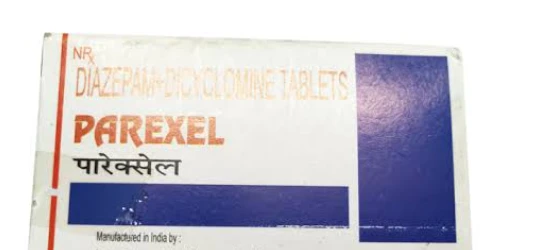 NRx
DIAZEPAM+DICYCLOMINE TABLETS
PAREXEL
पारेक्सेल
Manufactured in India by :